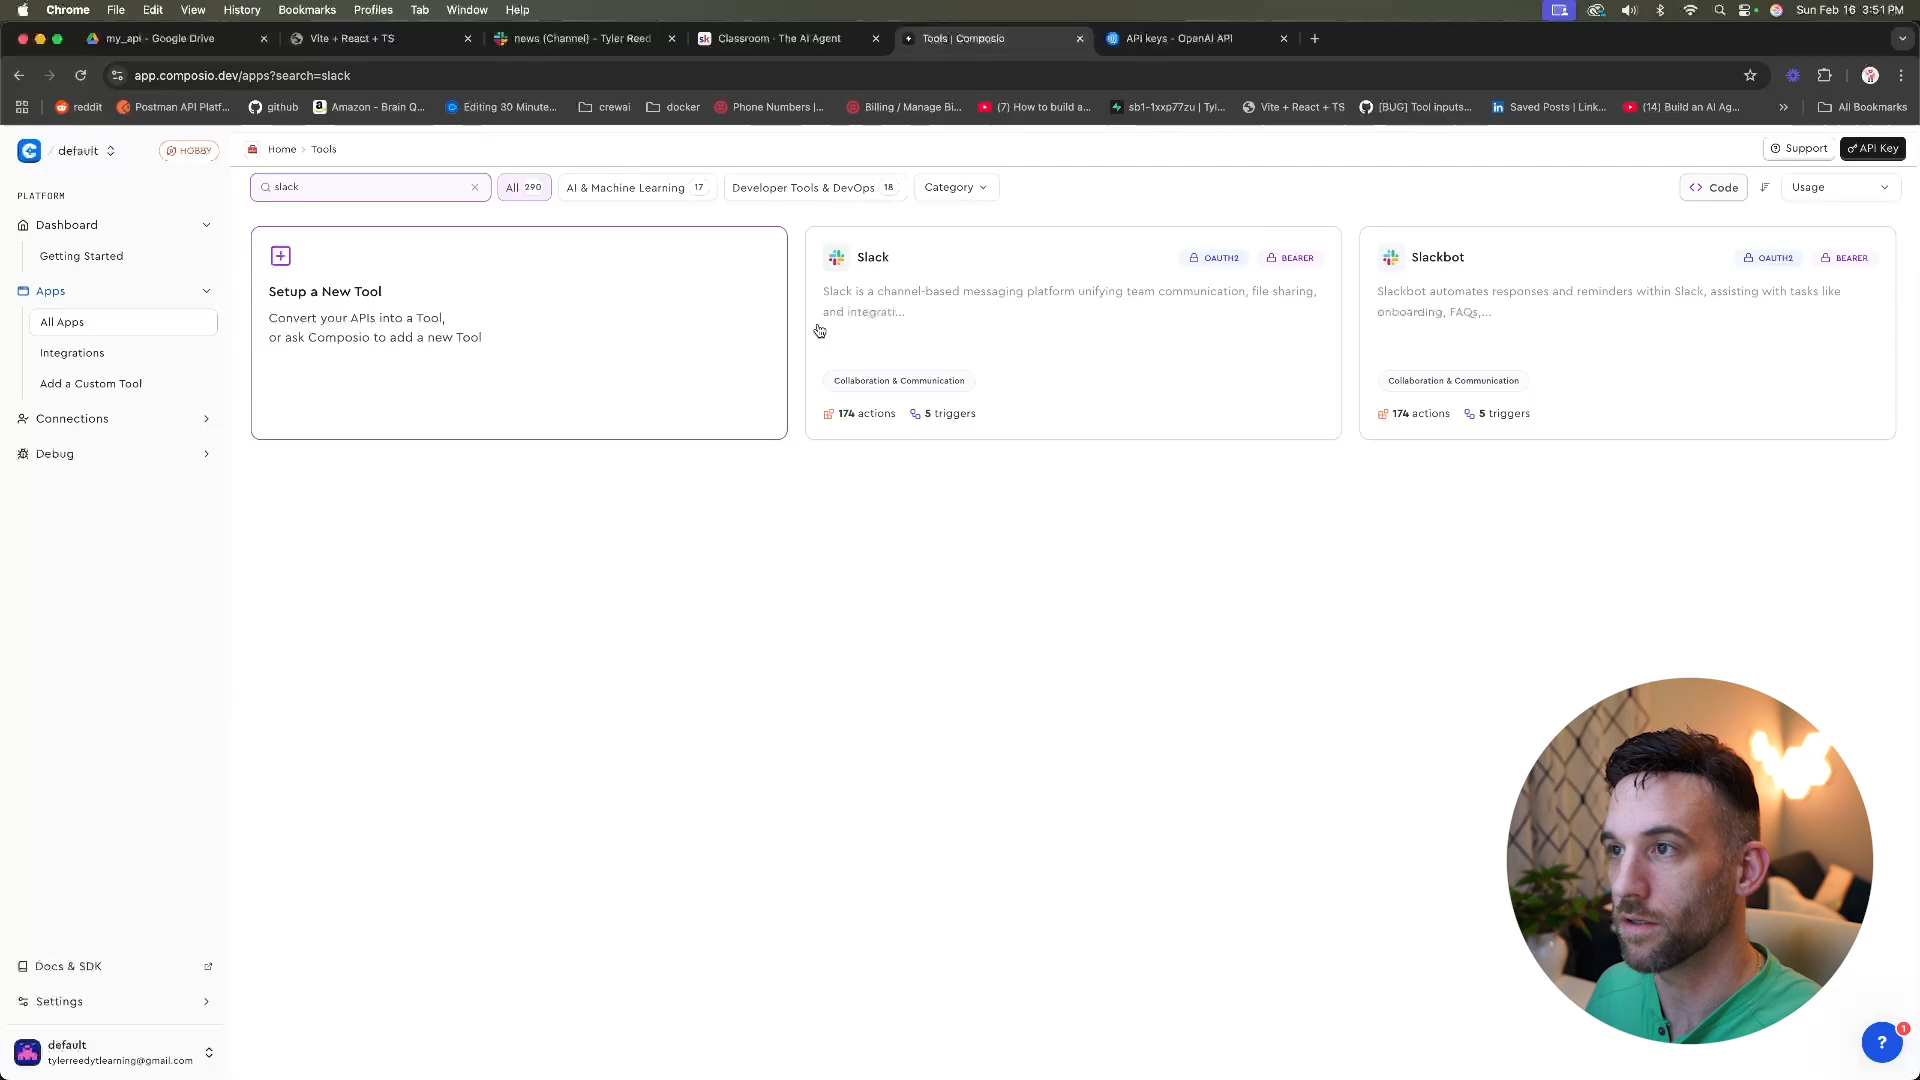 Chrome File Edit View History Bookmarks Profiles Tab Window Help Sun Feb 16 3:51 PM
my_api - Google Drive Vite + React + TS news (Channel) - Tyler Reed Classroom - The AI Agent Tools | Composio API keys - OpenAI API
app.composio.dev/apps?search=slack
reddit Postman API Platf... github Amazon - Brain Q... Editing 30 Minute... crewai docker Phone Numbers |... Billing / Manage Bi... (7) How to build a... sb1-1xxp77zu | Tyl... Vite + React + TS [BUG] Tool inputs... Saved Posts | Link... (14) Build an AI Ag... » All Bookmarks
/ default HOBBY
Home › Tools
Support API Key
slack All 290 AI & Machine Learning 17 Developer Tools & DevOps 18 Category Code Usage
PLATFORM
Dashboard
Getting Started
Apps
All Apps
Integrations
Add a Custom Tool
Connections
Debug
Setup a New Tool
Convert your APIs into a Tool,
or ask Composio to add a new Tool
Slack OAUTH2 BEARER
Slack is a channel-based messaging platform unifying team communication, file sharing,
and integrati...
Collaboration & Communication
174 actions 5 triggers
Slackbot OAUTH2 BEARER
Slackbot automates responses and reminders within Slack, assisting with tasks like
onboarding, FAQs,...
Collaboration & Communication
174 actions 5 triggers
Docs & SDK
Settings
default
tylerreedytlearning@gmail.com
? 1